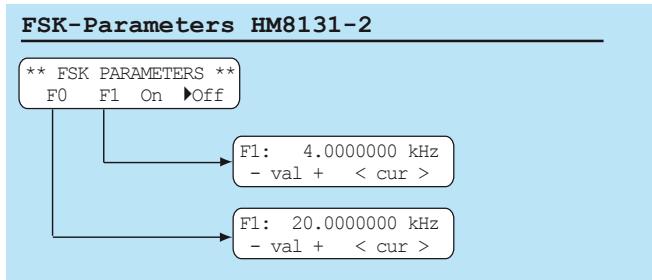 FSK-Parameters HM8131-2
** FSK PARAMETERS **
F0 F1 On ▶Off
F1: 4.0000000 kHz
- val + < cur >
F1: 20.0000000 kHz
- val + < cur >